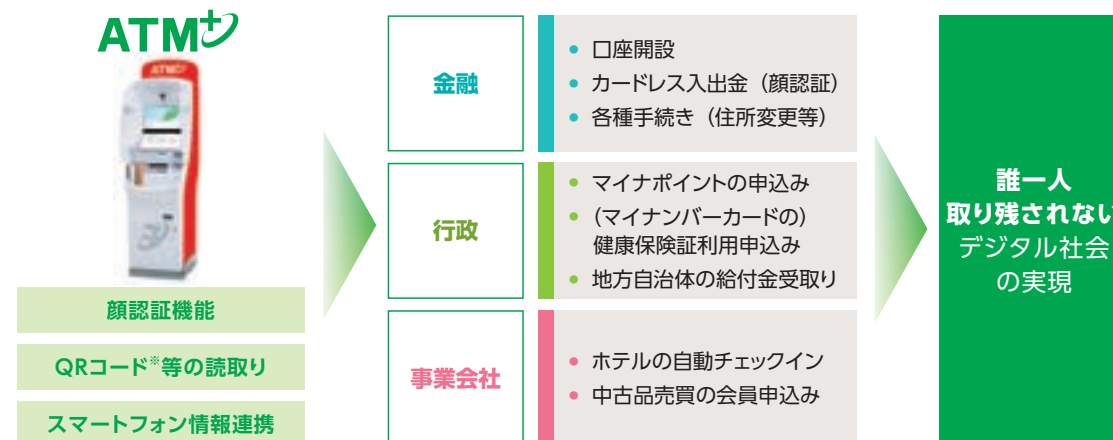 ATM+
ATM+
顔認証機能
QRコード※等の読取り
スマートフォン情報連携
金融
● 口座開設
● カードレス入出金（顔認証）
● 各種手続き（住所変更等）
行政
● マイナポイントの申込み
● （マイナンバーカードの）
健康保険証利用申込み
● 地方自治体の給付金受取り
事業会社
● ホテルの自動チェックイン
● 中古品売買の会員申込み
誰一人
取り残されない
デジタル社会
の実現